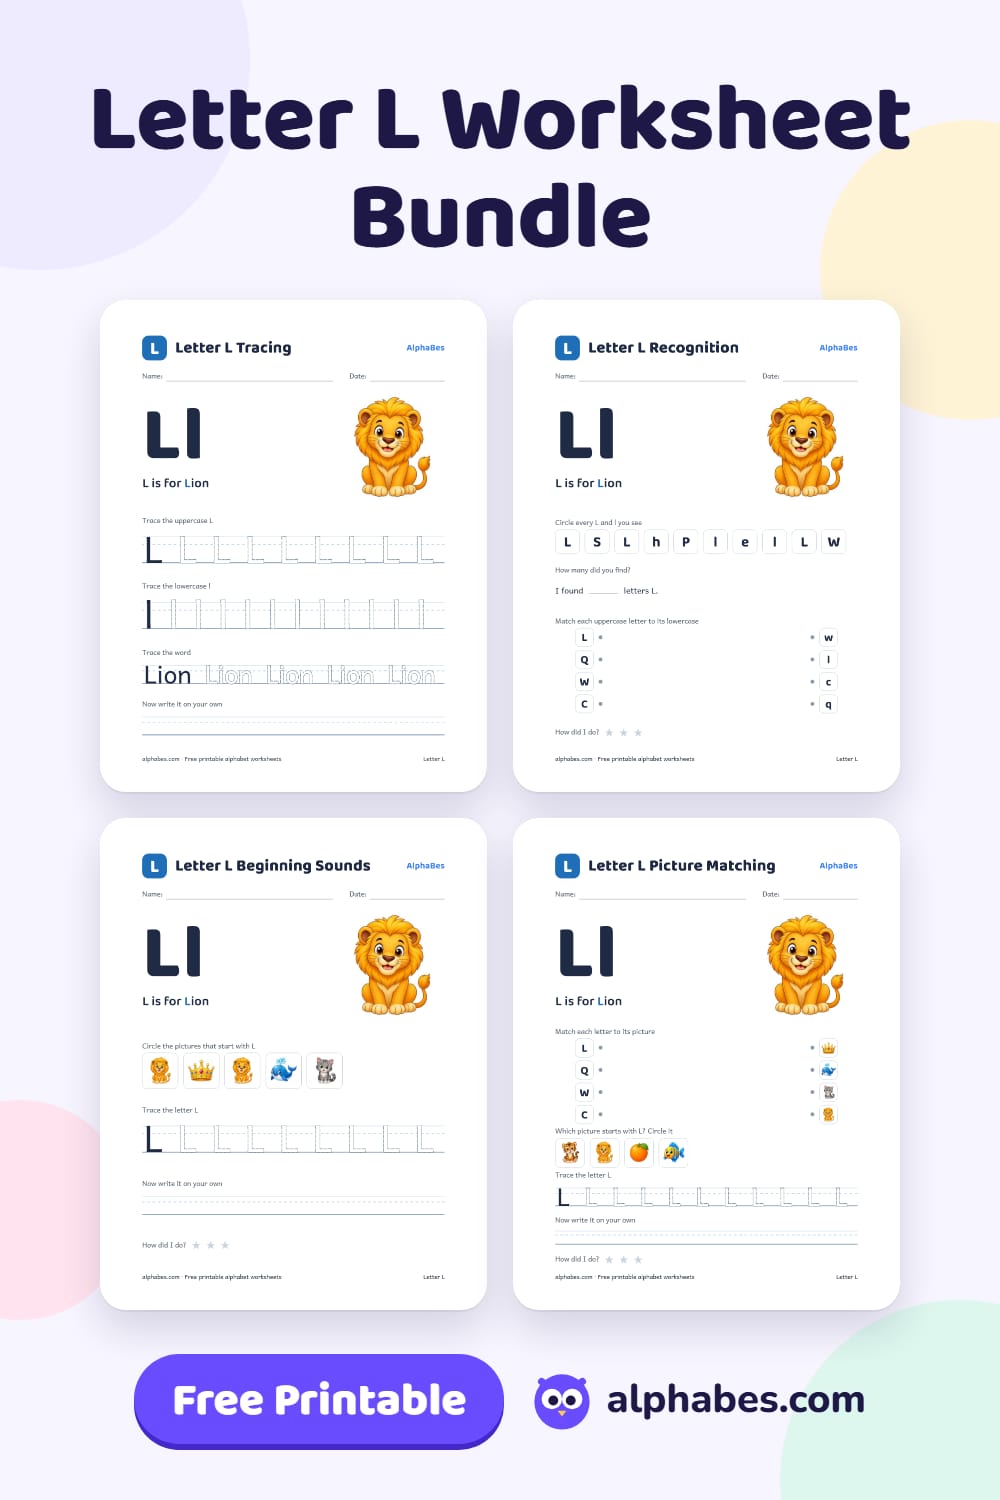 Letter L Worksheet
Bundle
L Letter L Tracing AlphaBes
Name: Date:
Ll
L is for Lion
Trace the uppercase L
L L L L L L L L
Trace the lowercase l
l l l l l l l l l l l l
Trace the word
Lion Lion Lion Lion Lion
Now write it on your own
alphabes.com Free printable alphabet worksheets Letter L
L Letter L Recognition AlphaBes
Name: Date:
Ll
L is for Lion
Circle every L and l you see
L S L h P l e l L W
How many did you find?
I found letters L.
Match each uppercase letter to its lowercase
L w
Q l
W c
C q
How did I do?
alphabes.com Free printable alphabet worksheets Letter L
L Letter L Beginning Sounds AlphaBes
Name: Date:
Ll
L is for Lion
Circle the pictures that start with L
Trace the letter L
L L L L L L L L
Now write it on your own
How did I do?
alphabes.com Free printable alphabet worksheets Letter L
L Letter L Picture Matching AlphaBes
Name: Date:
Ll
L is for Lion
Match each letter to its picture
L
Q
W
C
Which picture starts with L? Circle it
Trace the letter L
L L L L L L L L L L L
Now write it on your own
How did I do?
alphabes.com Free printable alphabet worksheets Letter L
Free Printable
alphabes.com